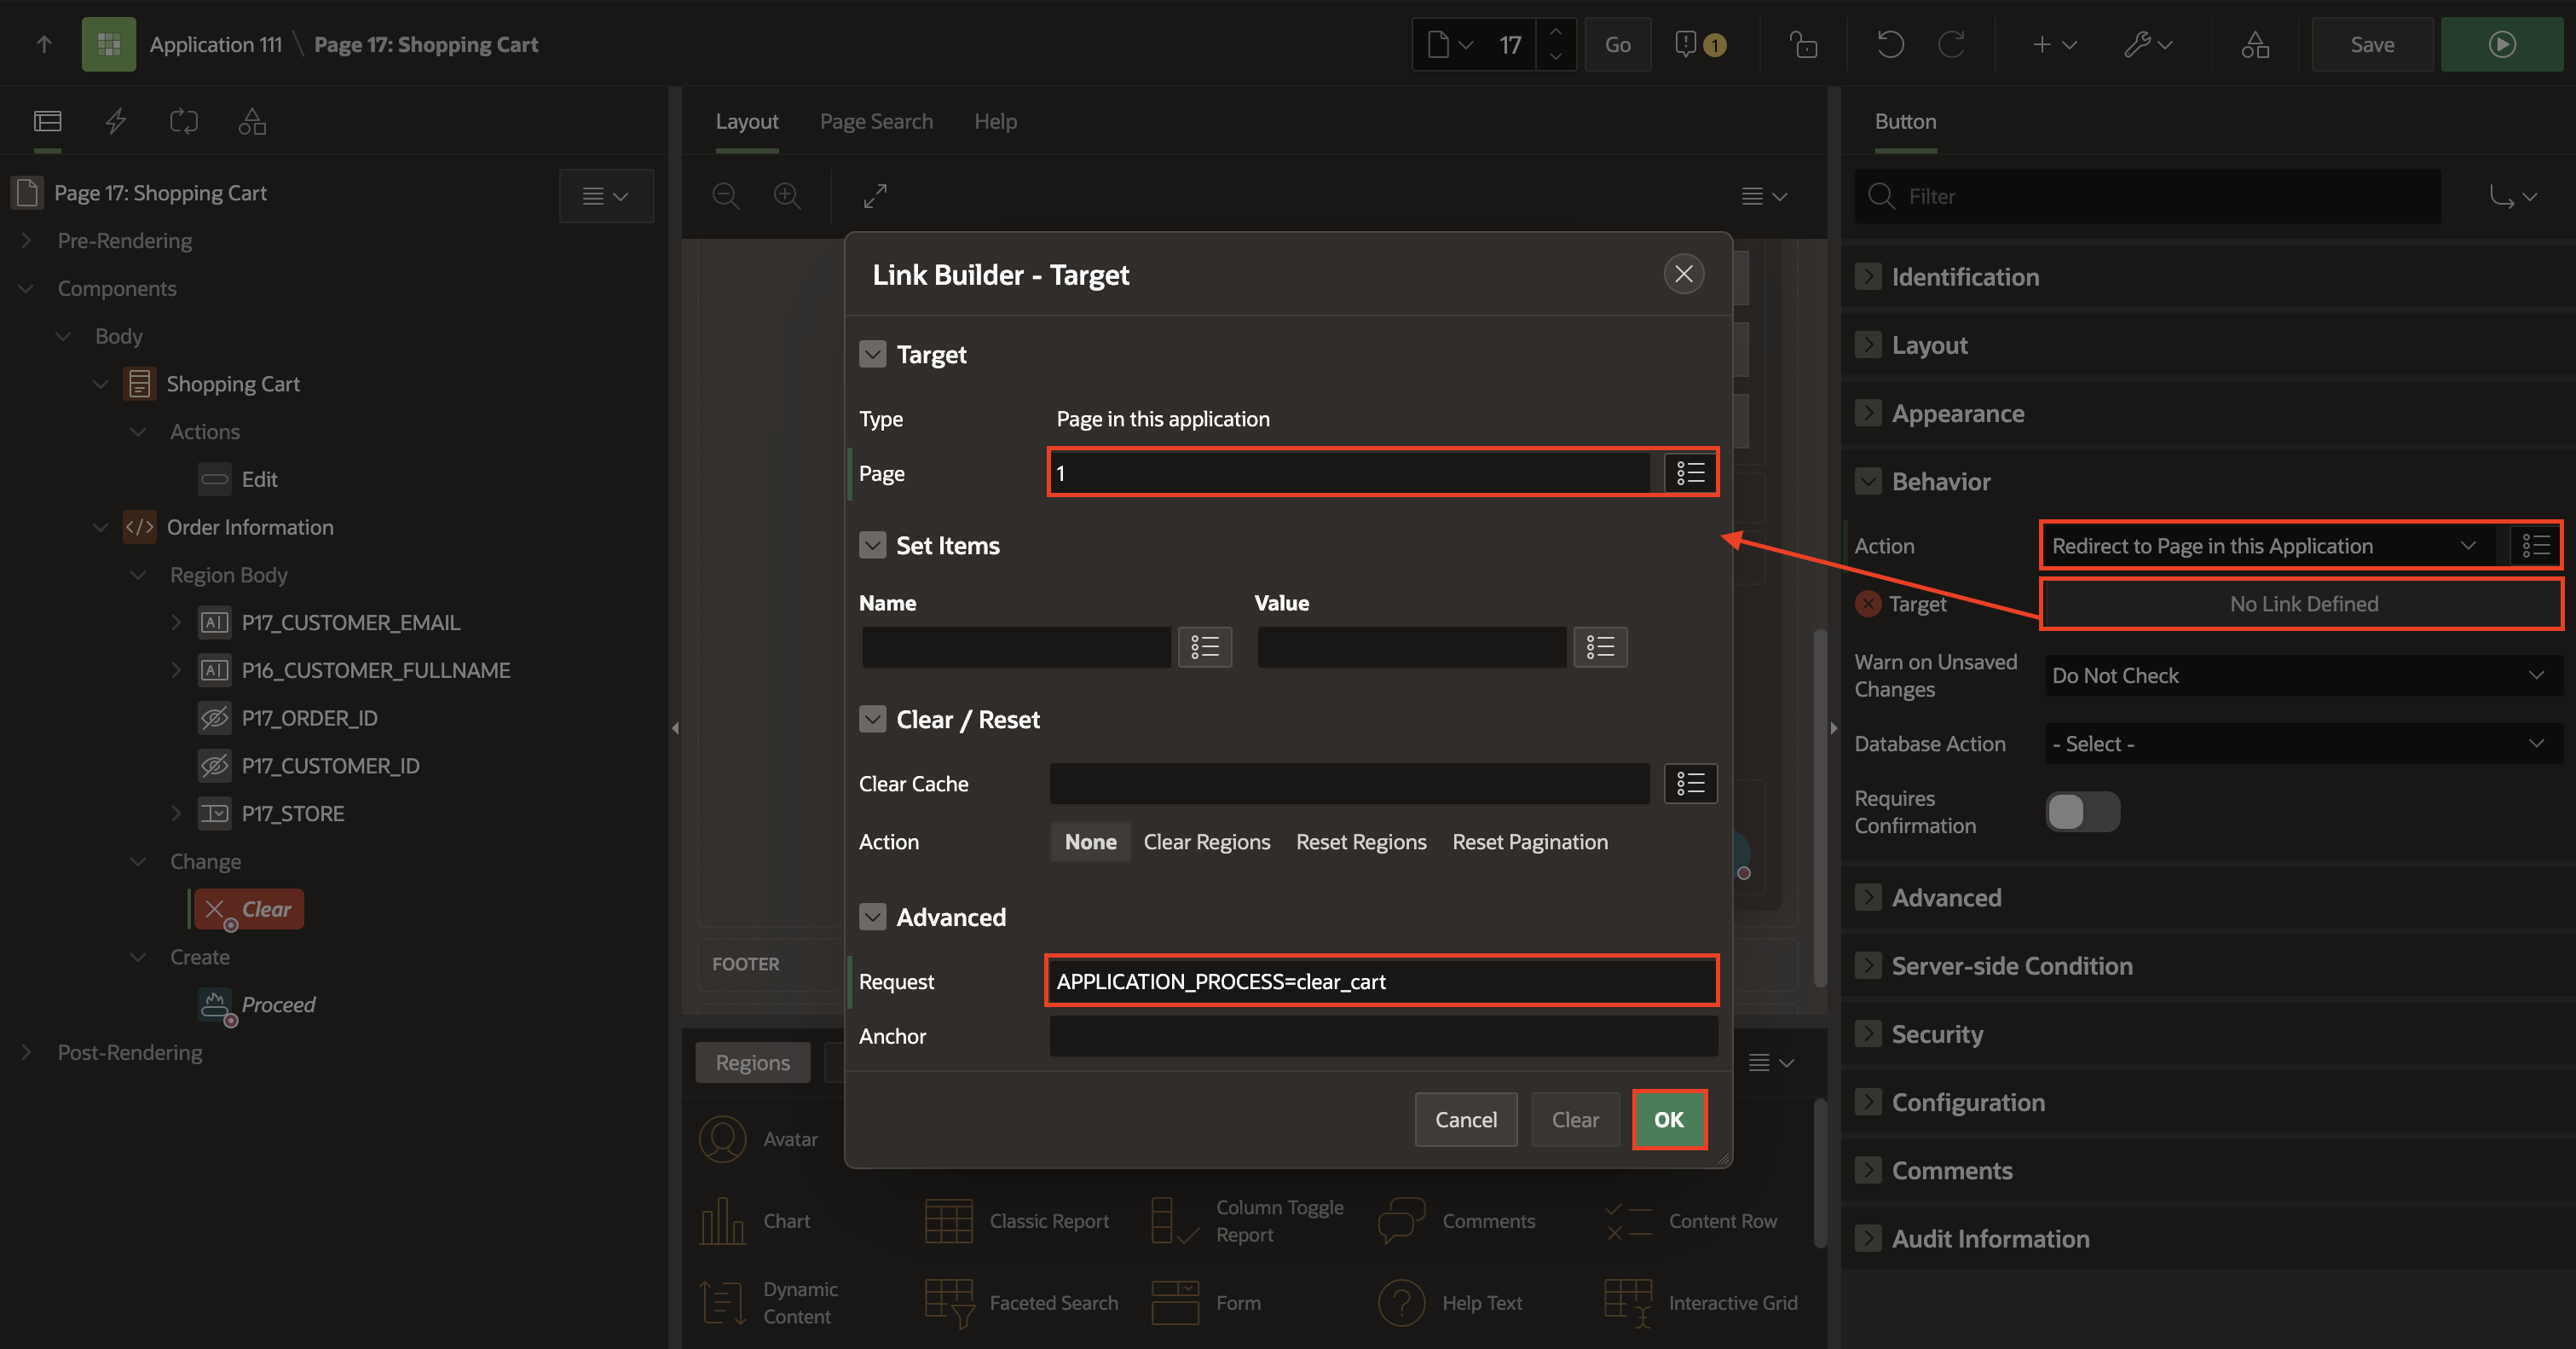 Application 111 \ Page 17: Shopping Cart
17
Go
1
Save
Page 17: Shopping Cart
Pre-Rendering
Components
Body
Shopping Cart
Actions
Edit
Order Information
Region Body
P17_CUSTOMER_EMAIL
P16_CUSTOMER_FULLNAME
P17_ORDER_ID
P17_CUSTOMER_ID
P17_STORE
Change
Clear
Create
Proceed
Post-Rendering
Layout
Page Search
Help
FOOTER
Regions
Avatar
Chart
Classic Report
Column Toggle
Report
Comments
Content Row
Dynamic
Content
Faceted Search
Form
Help Text
Interactive Grid
Link Builder - Target
Target
Type
Page in this application
Page
1
Set Items
Name
Value
Clear / Reset
Clear Cache
Action
None
Clear Regions
Reset Regions
Reset Pagination
Advanced
Request
APPLICATION_PROCESS=clear_cart
Anchor
Cancel
Clear
OK
Button
Filter
Identification
Layout
Appearance
Behavior
Action
Redirect to Page in this Application
Target
No Link Defined
Warn on Unsaved
Changes
Do Not Check
Database Action
- Select -
Requires
Confirmation
Advanced
Server-side Condition
Security
Configuration
Comments
Audit Information